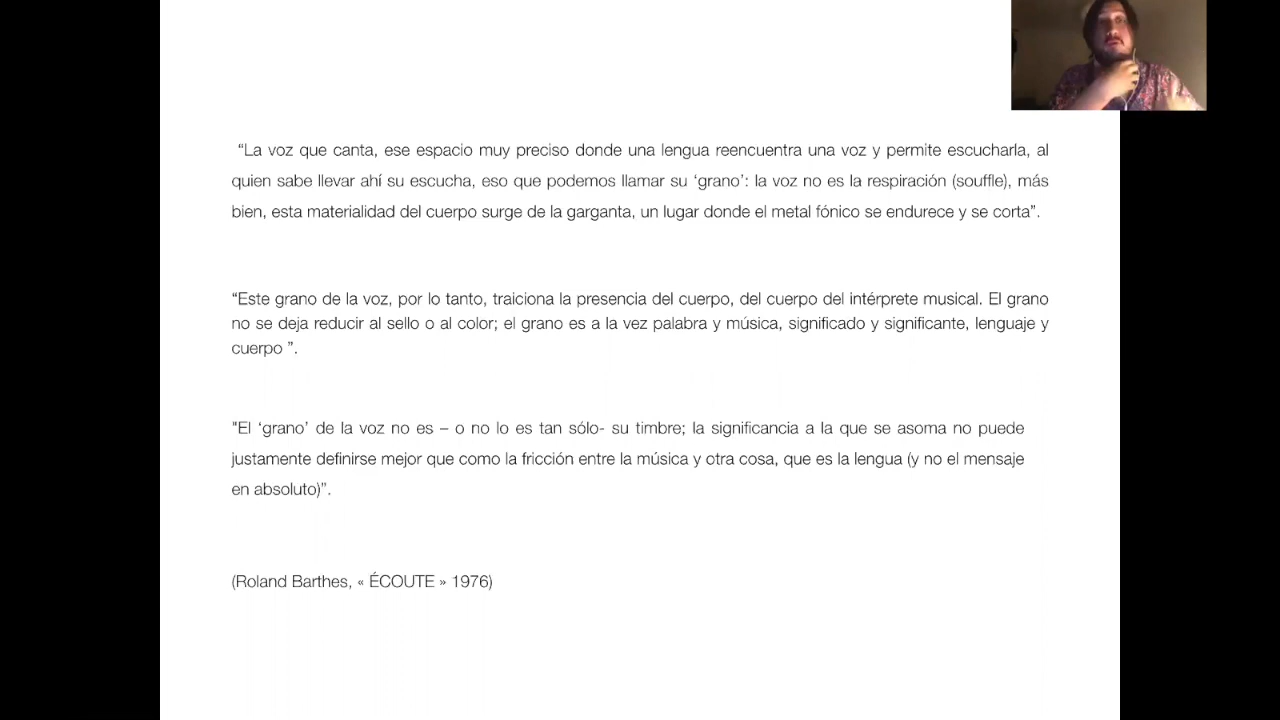 “La voz que canta, ese espacio muy preciso donde una lengua reencuentra una voz y permite escucharla, al
quien sabe llevar ahí su escucha, eso que podemos llamar su ‘grano’: la voz no es la respiración (souffle), más
bien, esta materialidad del cuerpo surge de la garganta, un lugar donde el metal fónico se endurece y se corta”.
“Este grano de la voz, por lo tanto, traiciona la presencia del cuerpo, del cuerpo del intérprete musical. El grano
no se deja reducir al sello o al color; el grano es a la vez palabra y música, significado y significante, lenguaje y
cuerpo ”.
"El ‘grano’ de la voz no es – o no lo es tan sólo- su timbre; la significancia a la que se asoma no puede
justamente definirse mejor que como la fricción entre la música y otra cosa, que es la lengua (y no el mensaje
en absoluto)”.
(Roland Barthes, « ÉCOUTE » 1976)